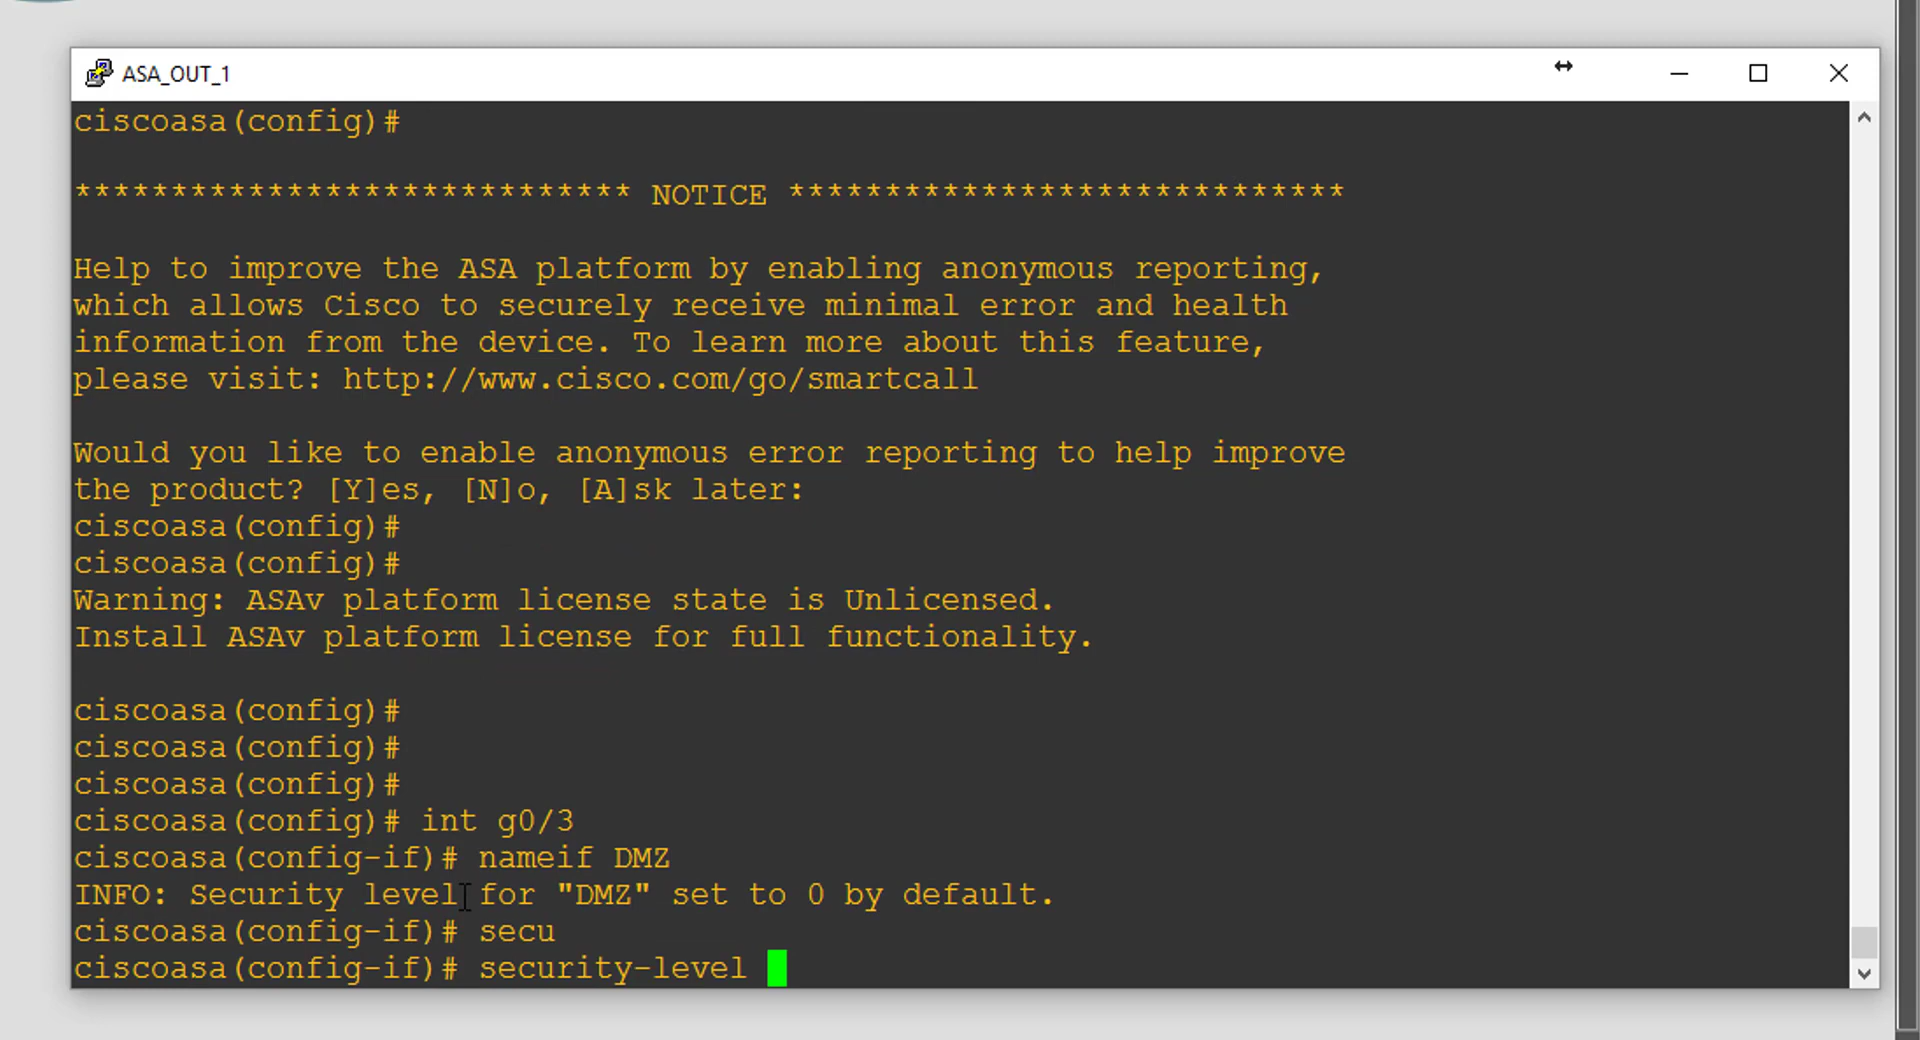 ASA_OUT_1
ciscoasa(config)#
***************************** NOTICE *****************************
Help to improve the ASA platform by enabling anonymous reporting,
which allows Cisco to securely receive minimal error and health
information from the device. To learn more about this feature,
please visit: http://www.cisco.com/go/smartcall
Would you like to enable anonymous error reporting to help improve
the product? [Y]es, [N]o, [A]sk later:
ciscoasa(config)#
ciscoasa(config)#
Warning: ASAv platform license state is Unlicensed.
Install ASAv platform license for full functionality.
ciscoasa(config)#
ciscoasa(config)#
ciscoasa(config)#
ciscoasa(config)# int g0/3
ciscoasa(config-if)# nameif DMZ
INFO: Security level for "DMZ" set to 0 by default.
ciscoasa(config-if)# secu
ciscoasa(config-if)# security-level